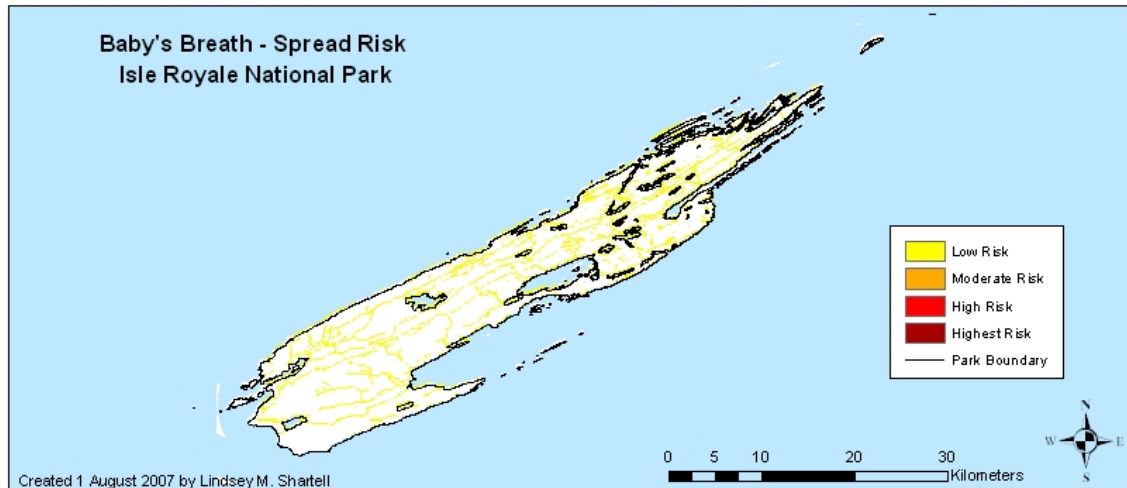 Baby's Breath - Spread Risk
Isle Royale National Park
Low Risk
Moderate Risk
High Risk
Highest Risk
Park Boundary
N
W E
S
0 5 10 20 30
Kilometers
Created 1 August 2007 by Lindsey M. Shartell